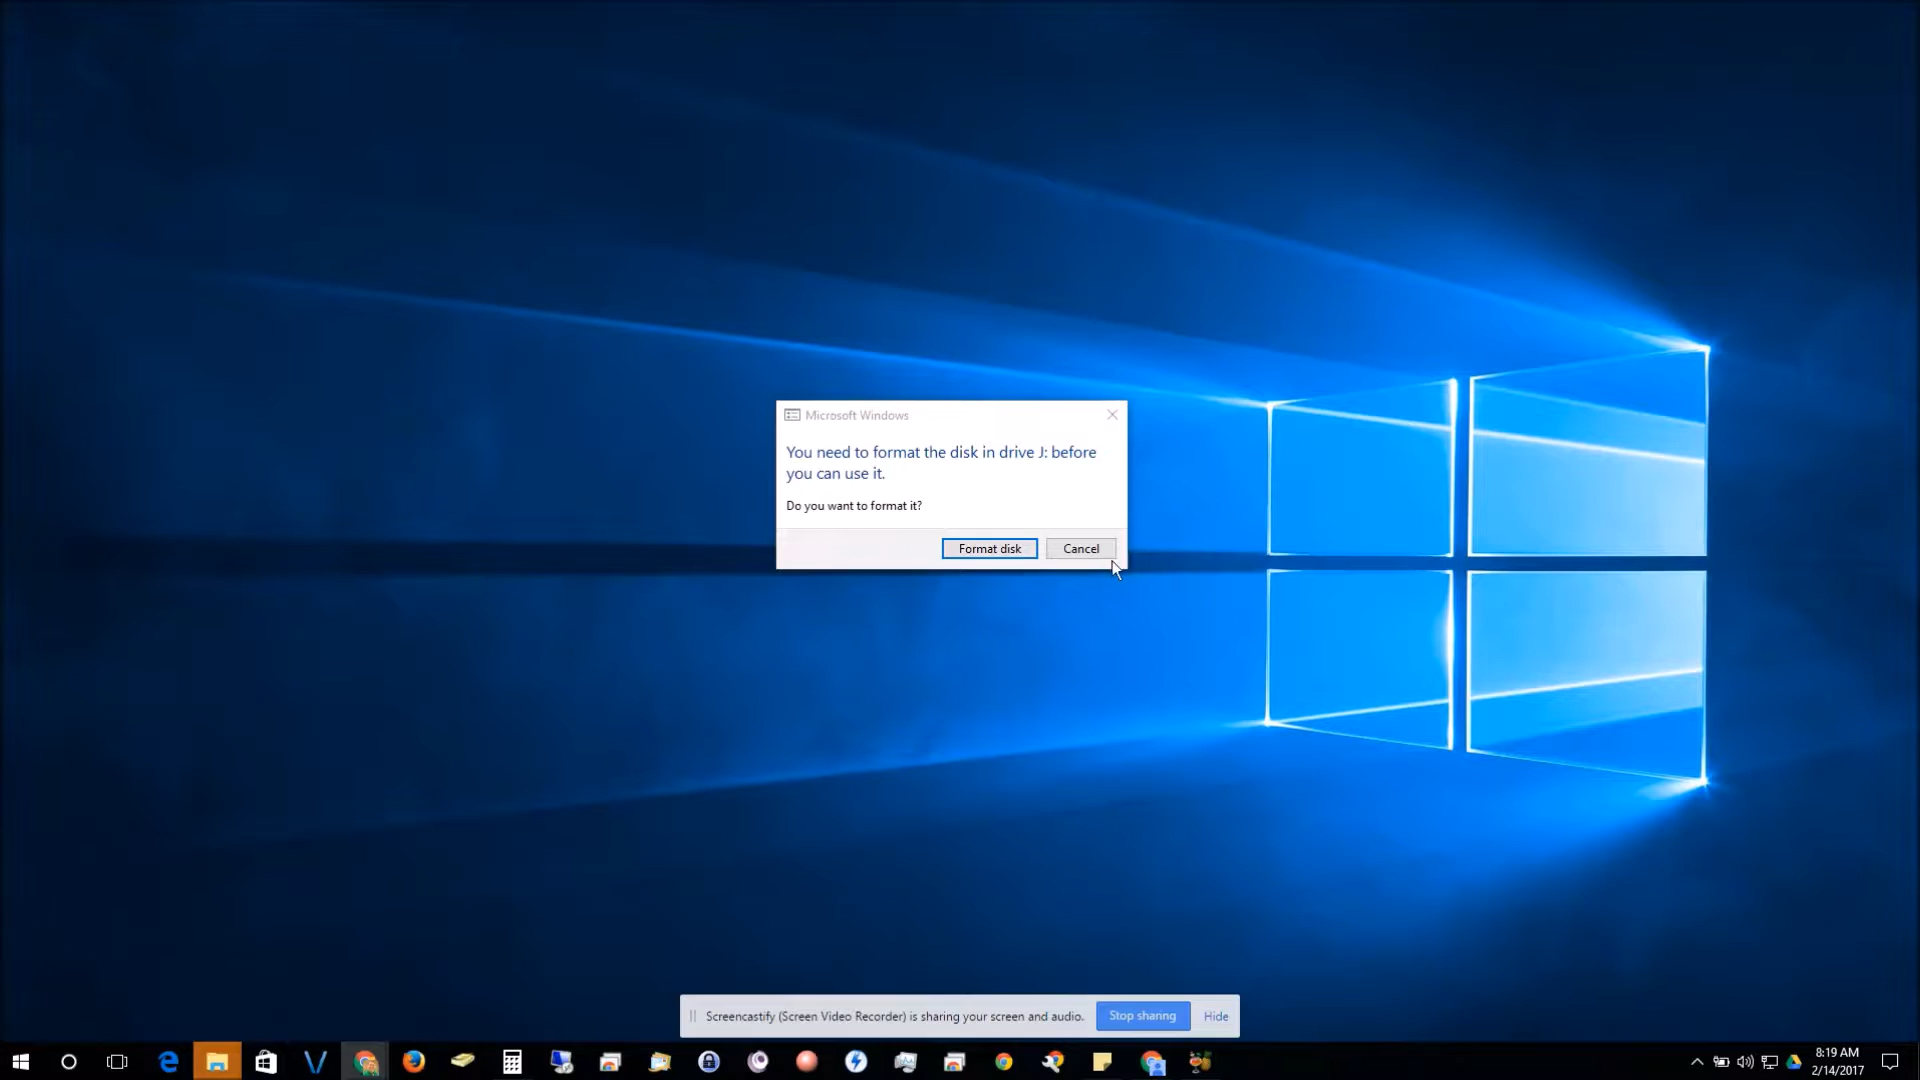 Microsoft Windows
You need to format the disk in drive J: before
you can use it.
Do you want to format it?
Format disk
Cancel
Screencastify (Screen Video Recorder) is sharing your screen and audio.
Stop sharing
Hide
8:19 AM
2/14/2017